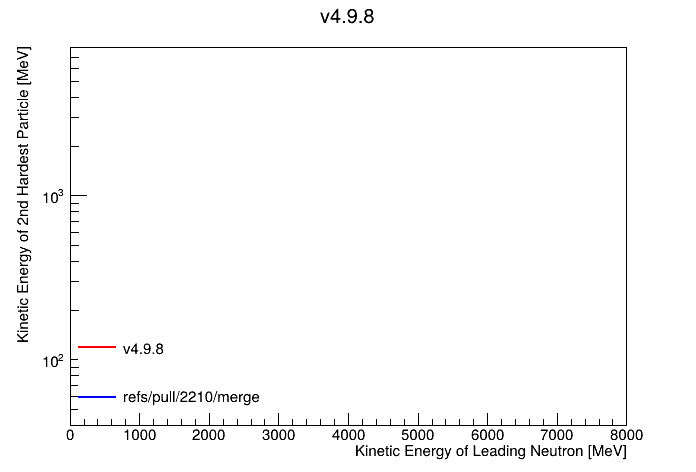 v4.9.8
Kinetic Energy of 2nd Hardest Particle [MeV]
10³
10²
v4.9.8
refs/pull/2210/merge
0 1000 2000 3000 4000 5000 6000 7000 8000
Kinetic Energy of Leading Neutron [MeV]